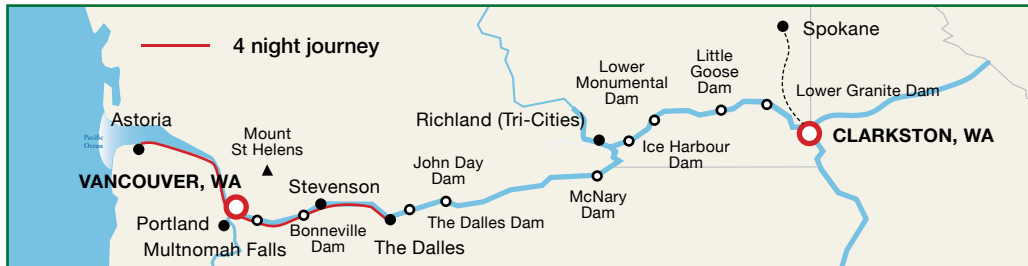 4 night journey
Spokane
Lower
Monumental
Dam
Little
Goose
Dam
Lower Granite Dam
Astoria
Pacific
Ocean
Mount
St Helens
Richland (Tri-Cities)
CLARKSTON, WA
Ice Harbour
Dam
John Day
Dam
VANCOUVER, WA
Stevenson
McNary
Dam
Portland
Multnomah Falls
Bonneville
Dam
The Dalles Dam
The Dalles